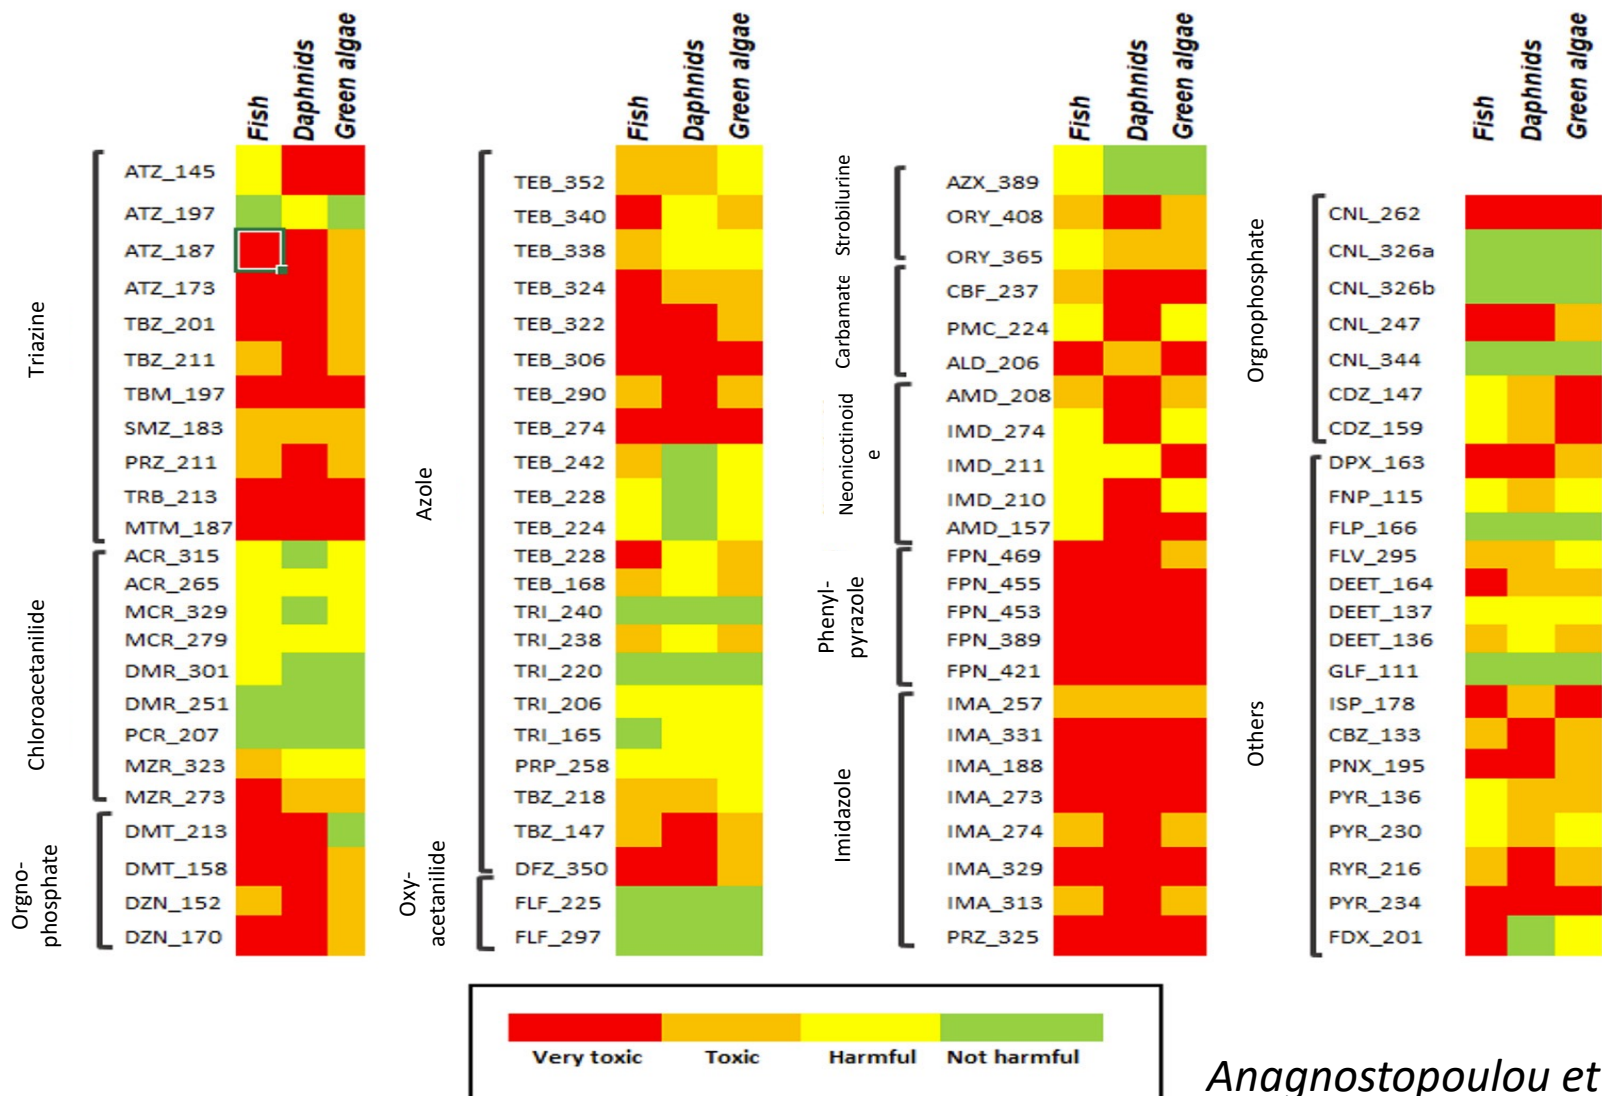 Fish Daphnids Green algae
Triazine
ATZ_145
ATZ_197
ATZ_187
ATZ_173
TBZ_201
TBZ_211
TBM_197
SMZ_183
PRZ_211
TRB_213
MTM_187
Chloroacetanilide
ACR_315
ACR_265
MCR_329
MCR_279
DMR_301
DMR_251
PCR_207
MZR_323
MZR_273
Orgno-
phosphate
DMT_213
DMT_158
DZN_152
DZN_170
Fish Daphnids Green algae
Azole
TEB_352
TEB_340
TEB_338
TEB_324
TEB_322
TEB_306
TEB_290
TEB_274
TEB_242
TEB_228
TEB_224
TEB_228
TEB_168
TRI_240
TRI_238
TRI_220
TRI_206
TRI_165
PRP_258
TBZ_218
TBZ_147
DFZ_350
Oxy-
acetanilide
FLF_225
FLF_297
Fish Daphnids Green algae
Strobilurine
AZX_389
ORY_408
ORY_365
Carbamate
CBF_237
PMC_224
ALD_206
Neonicotinoid
e
AMD_208
IMD_274
IMD_211
IMD_210
AMD_157
Phenyl-
pyrazole
FPN_469
FPN_455
FPN_453
FPN_389
FPN_421
Imidazole
IMA_257
IMA_331
IMA_188
IMA_273
IMA_274
IMA_329
IMA_313
PRZ_325
Fish Daphnids Green algae
Orgnophosphate
CNL_262
CNL_326a
CNL_326b
CNL_247
CNL_344
CDZ_147
CDZ_159
Others
DPX_163
FNP_115
FLP_166
FLV_295
DEET_164
DEET_137
DEET_136
GLF_111
ISP_178
CBZ_133
PNX_195
PYR_136
PYR_230
RYR_216
PYR_234
FDX_201
Very toxic Toxic Harmful Not harmful
Anagnostopoulou et